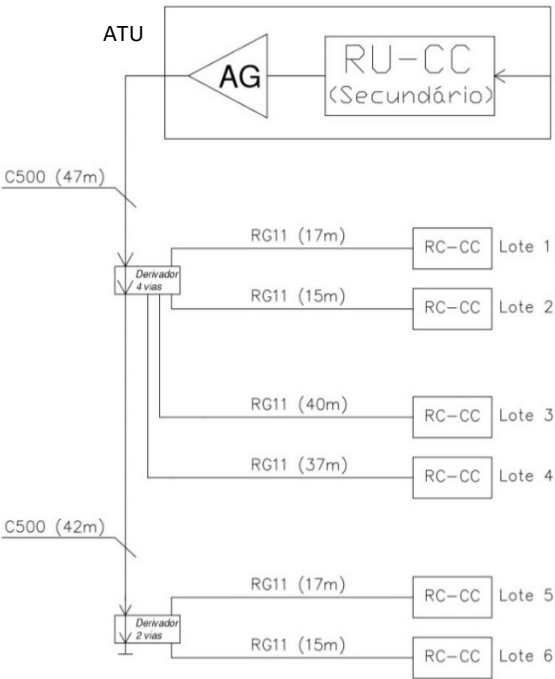 ATU
AG
RU-CC
(Secundário)
C500 (47m)
RG11 (17m)
RC-CC
Lote 1
Derivador
4 vias
RG11 (15m)
RC-CC
Lote 2
RG11 (40m)
RC-CC
Lote 3
RG11 (37m)
RC-CC
Lote 4
C500 (42m)
RG11 (17m)
RC-CC
Lote 5
Derivador
2 vias
RG11 (15m)
RC-CC
Lote 6